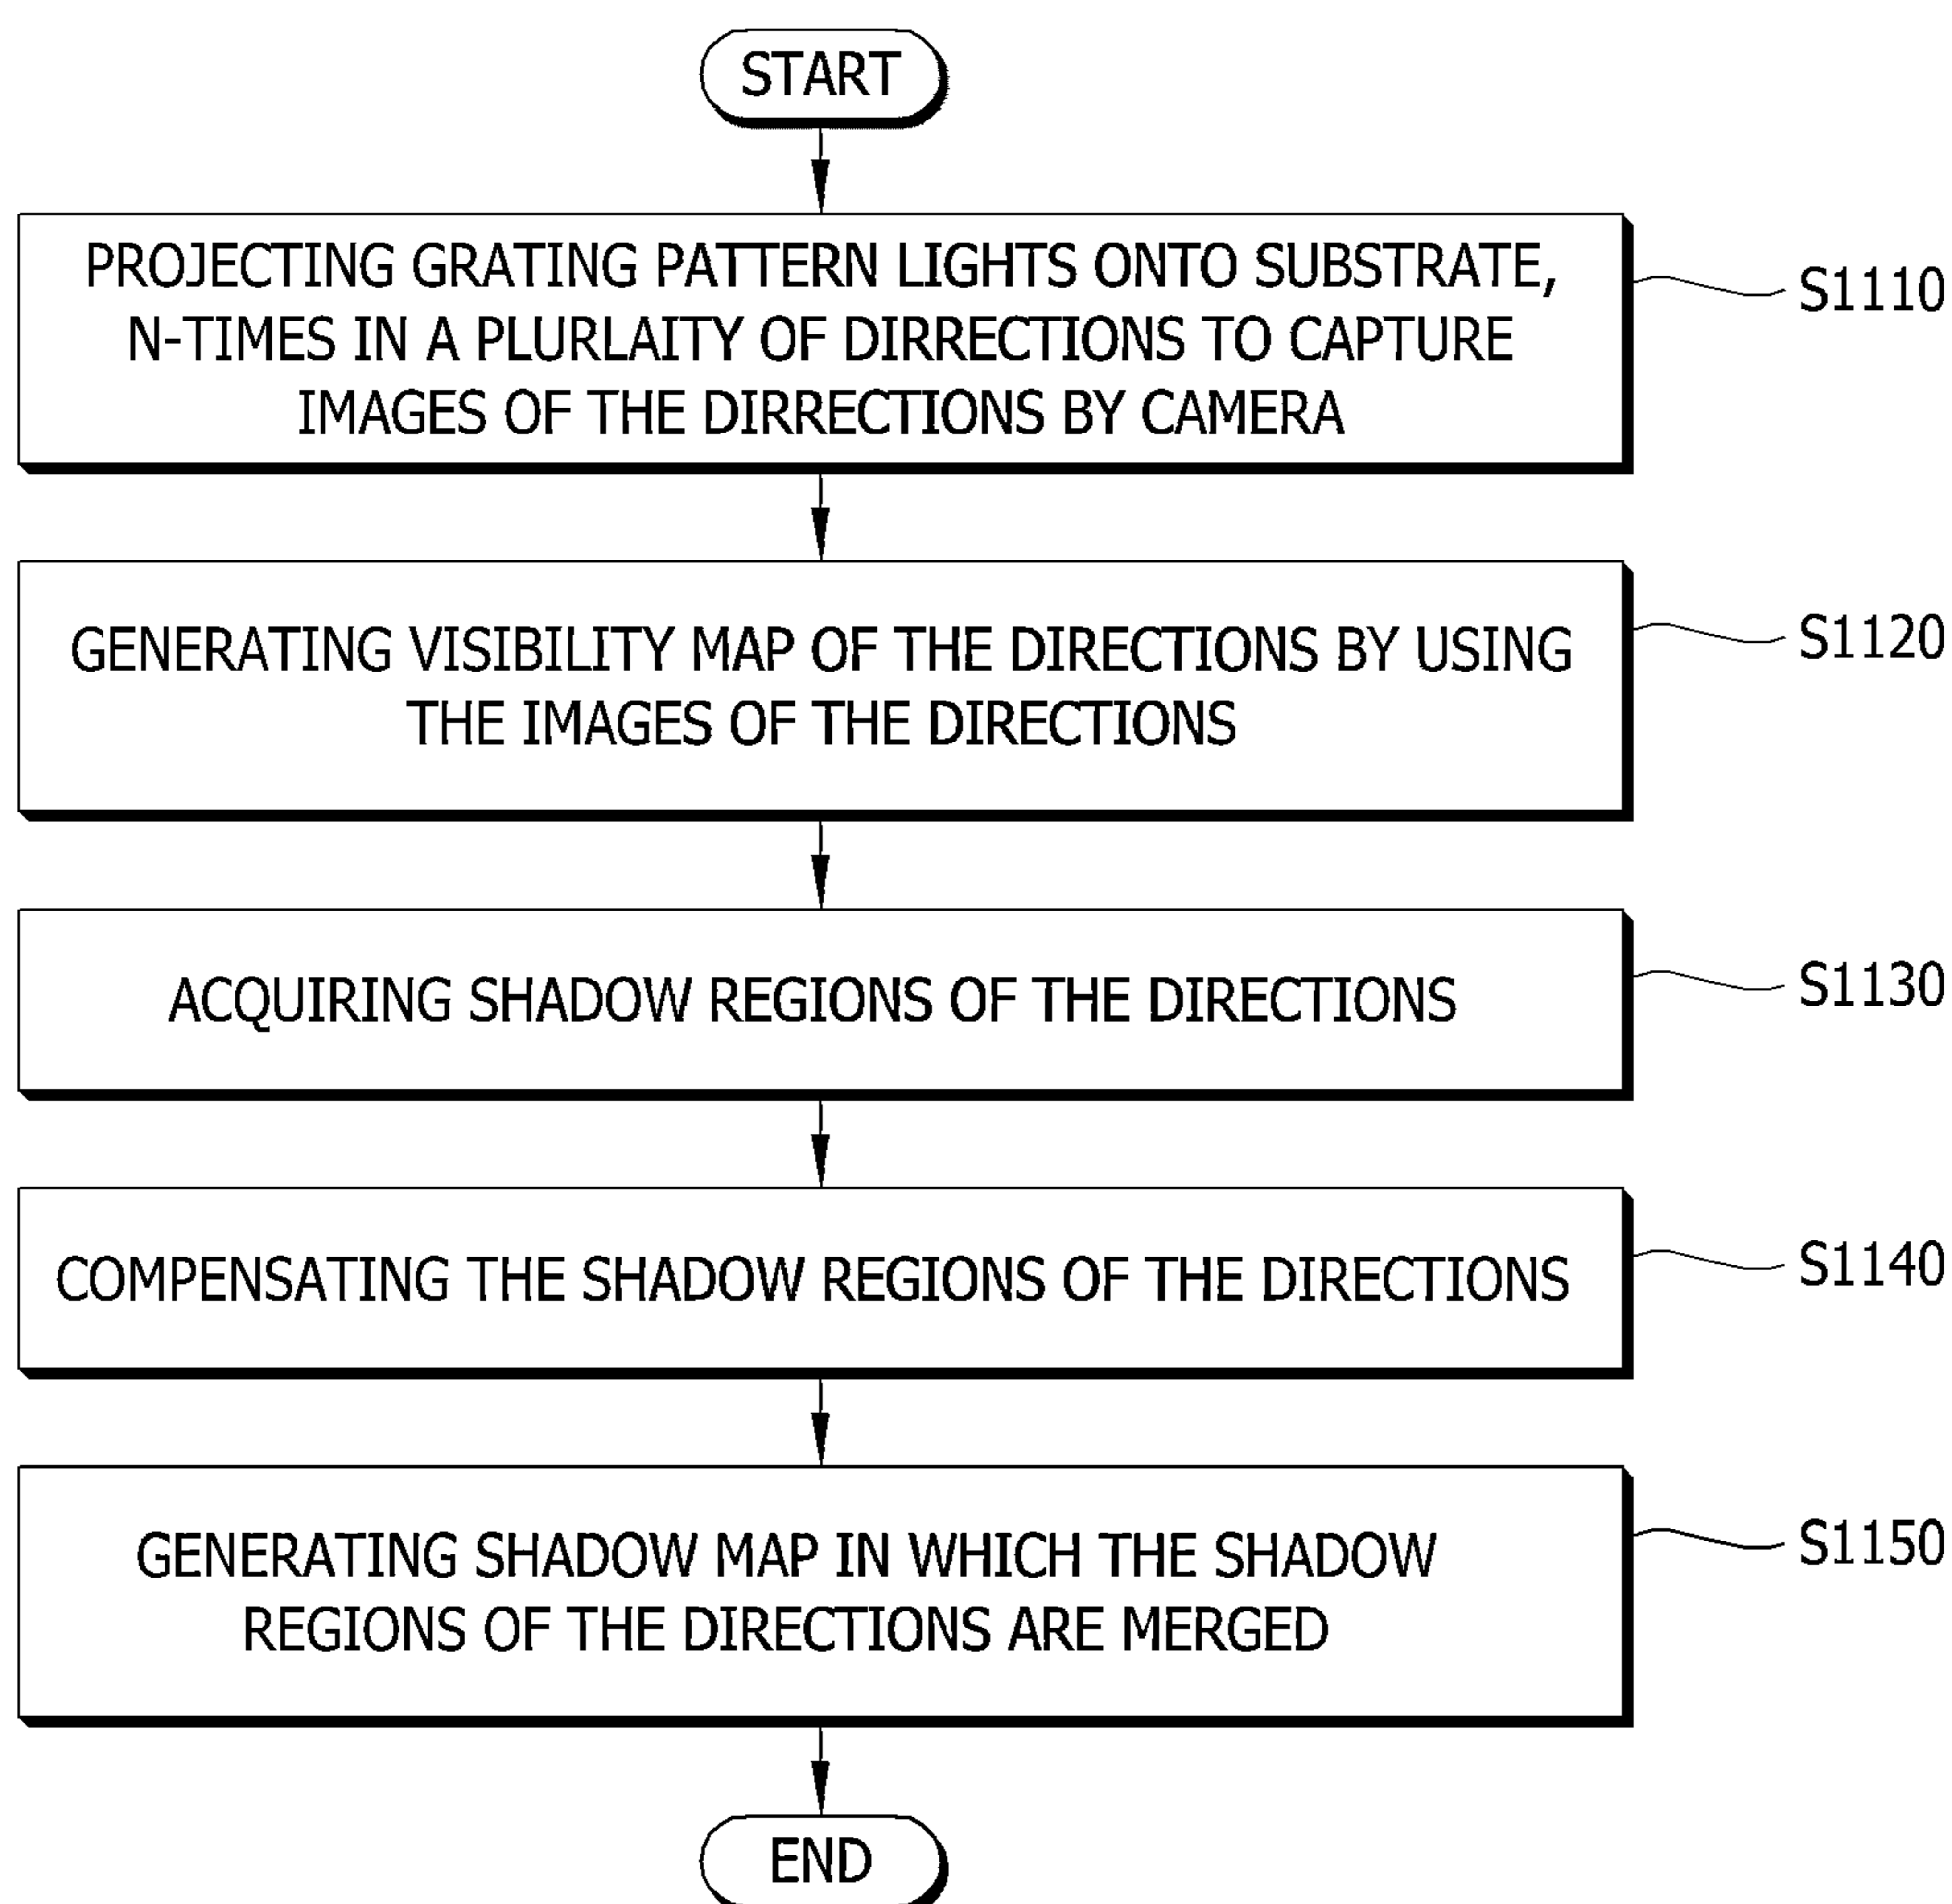 START
PROJECTING GRATING PATTERN LIGHTS ONTO SUBSTRATE,
N-TIMES IN A PLURLAITY OF DIRRECTIONS TO CAPTURE
IMAGES OF THE DIRRECTIONS BY CAMERA
S1110
GENERATING VISIBILITY MAP OF THE DIRECTIONS BY USING
THE IMAGES OF THE DIRECTIONS
S1120
ACQUIRING SHADOW REGIONS OF THE DIRECTIONS
S1130
COMPENSATING THE SHADOW REGIONS OF THE DIRECTIONS
S1140
GENERATING SHADOW MAP IN WHICH THE SHADOW
REGIONS OF THE DIRECTIONS ARE MERGED
S1150
END